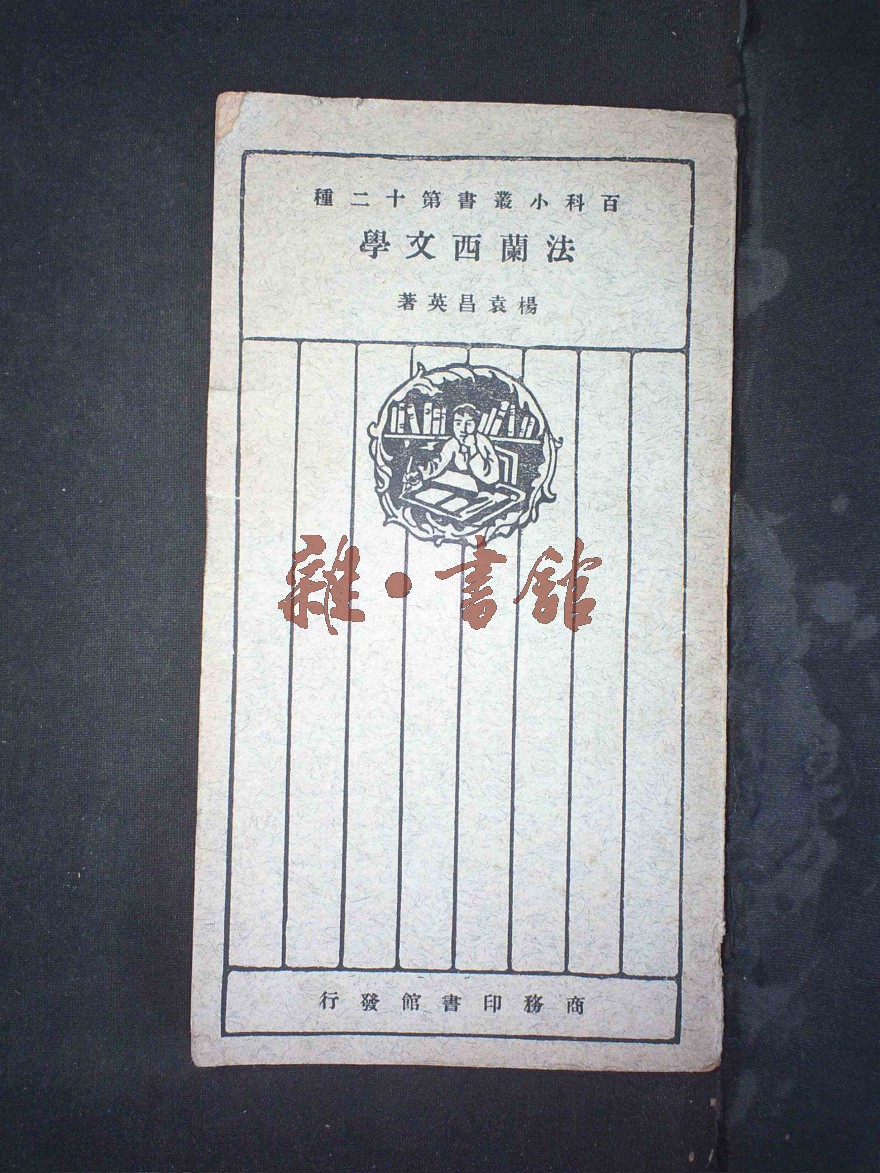 百科小叢書第十二種
法蘭西文學
楊袁昌英著
雜·書館
商務印書館發行